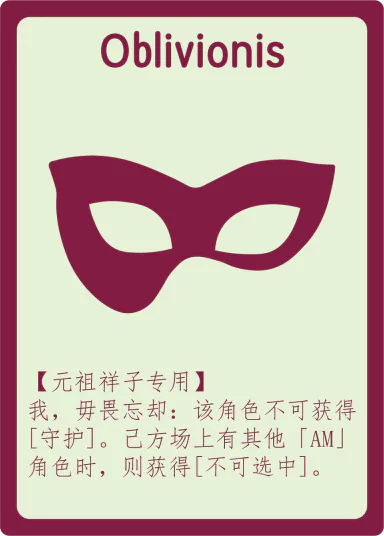 Oblivionis
【元祖祥子专用】
我，毋畏忘却：该角色不可获得
[守护]。己方场上有其他「AM」
角色时，则获得[不可选中]。